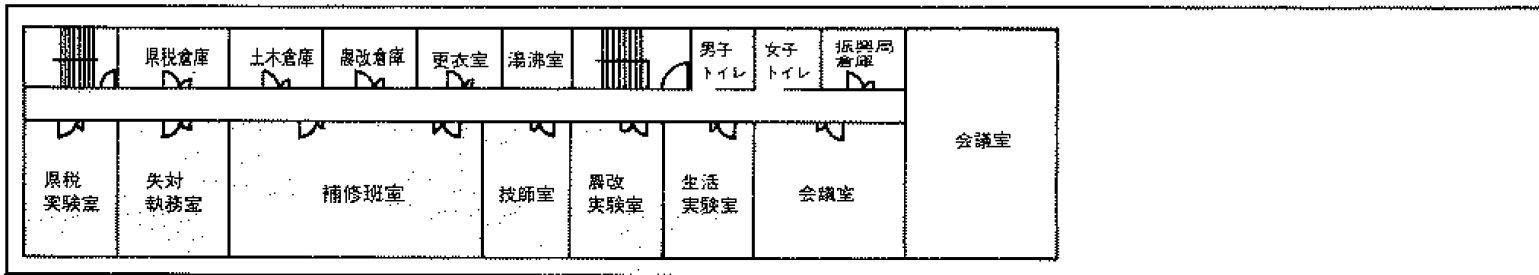 県税倉庫
土木倉庫
農改倉庫
更衣室
湯沸室
男子
トイレ
女子
トイレ
振興局
倉庫
会議室
県税
実験室
失対
執務室
補修班室
技師室
農改
実験室
生活
実験室
会議室